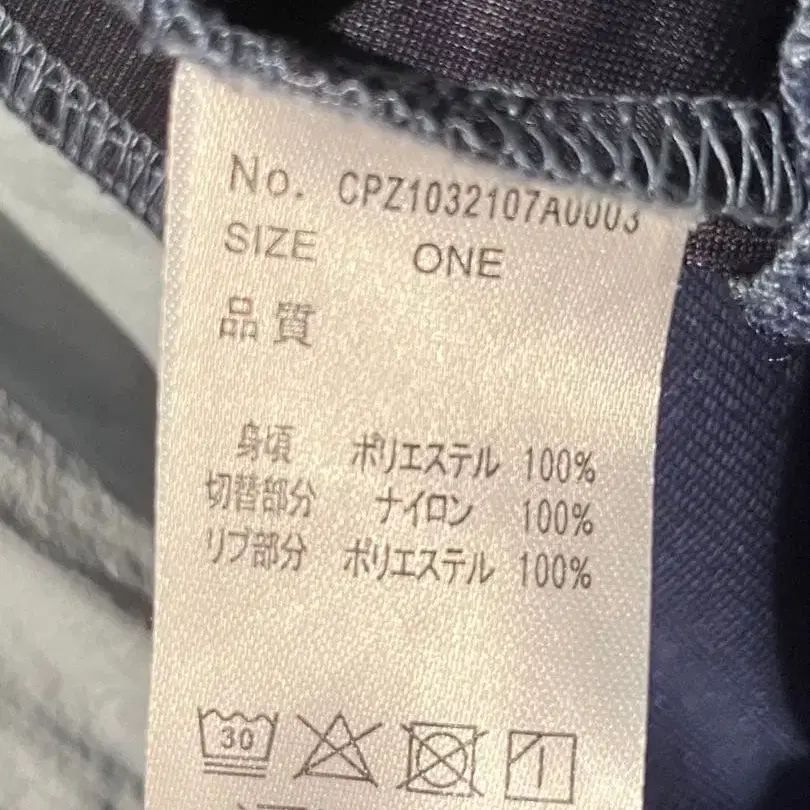 No. CPZ1032107A0003
SIZE ONE
品質
身頃 ポリエステル 100%
切替部分 ナイロン 100%
リブ部分 ポリエステル 100%
30